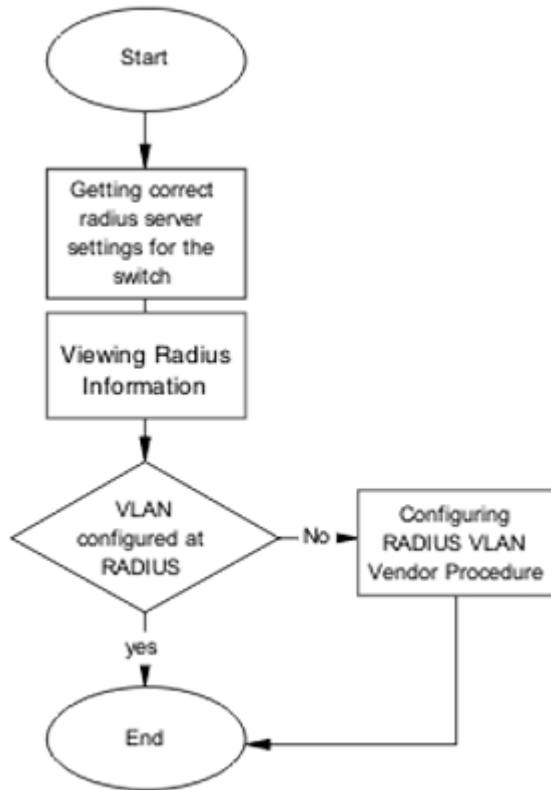 Start
Getting correct
radius server
settings for the
switch
Viewing Radius
Information
VLAN
configured at
RADIUS
No
Configuring
RADIUS VLAN
Vendor Procedure
yes
End